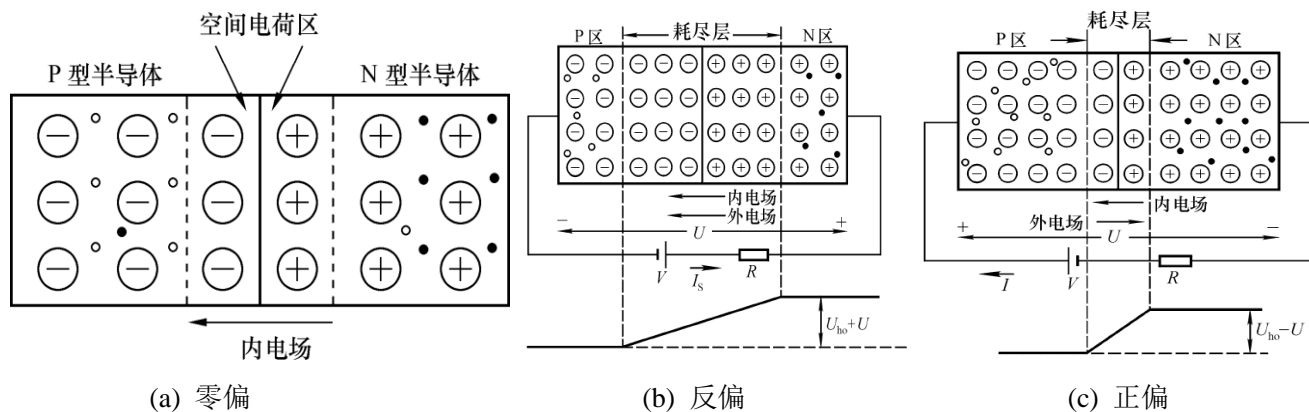 空间电荷区
P 型半导体
N 型半导体
内电场
(a) 零偏
P 区
耗尽层
N 区
内电场
外电场
−
U
+
V
I_S
R
U_ho+U
(b) 反偏
耗尽层
P 区
N 区
内电场
外电场
+
U
−
I
V
R
U_ho−U
(c) 正偏